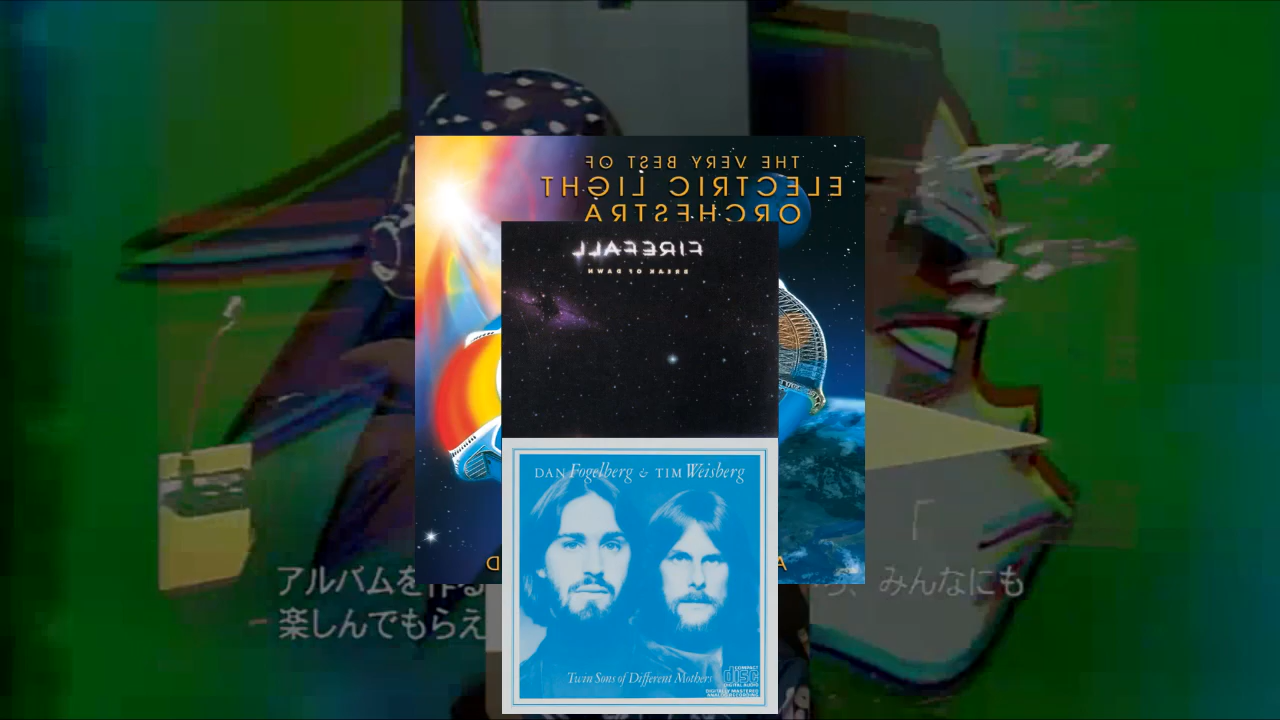 THE VERY BEST OF
ELECTRIC LIGHT
ORCHESTRA
FIREFALL
BREAK OF DAWN
DAN Fogelberg & TIM Weisberg
「
アルバムを作る
、みんなにも
楽しんでもらえ
Twin Sons of Different Mothers
COMPACT
disc
DIGITAL AUDIO
DIGITALLY MASTERED
ANALOG RECORDING